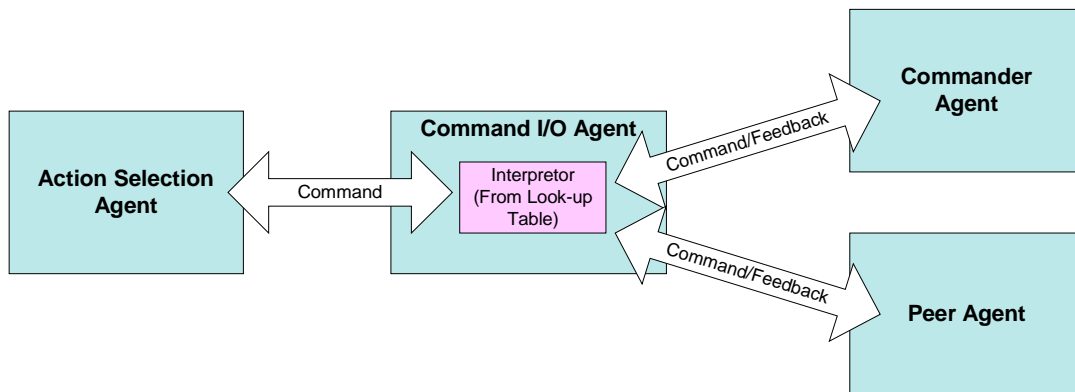 Action Selection
Agent
Command
Command I/O Agent
Interpretor
(From Look-up
Table)
Command/Feedback
Commander
Agent
Command/Feedback
Peer Agent